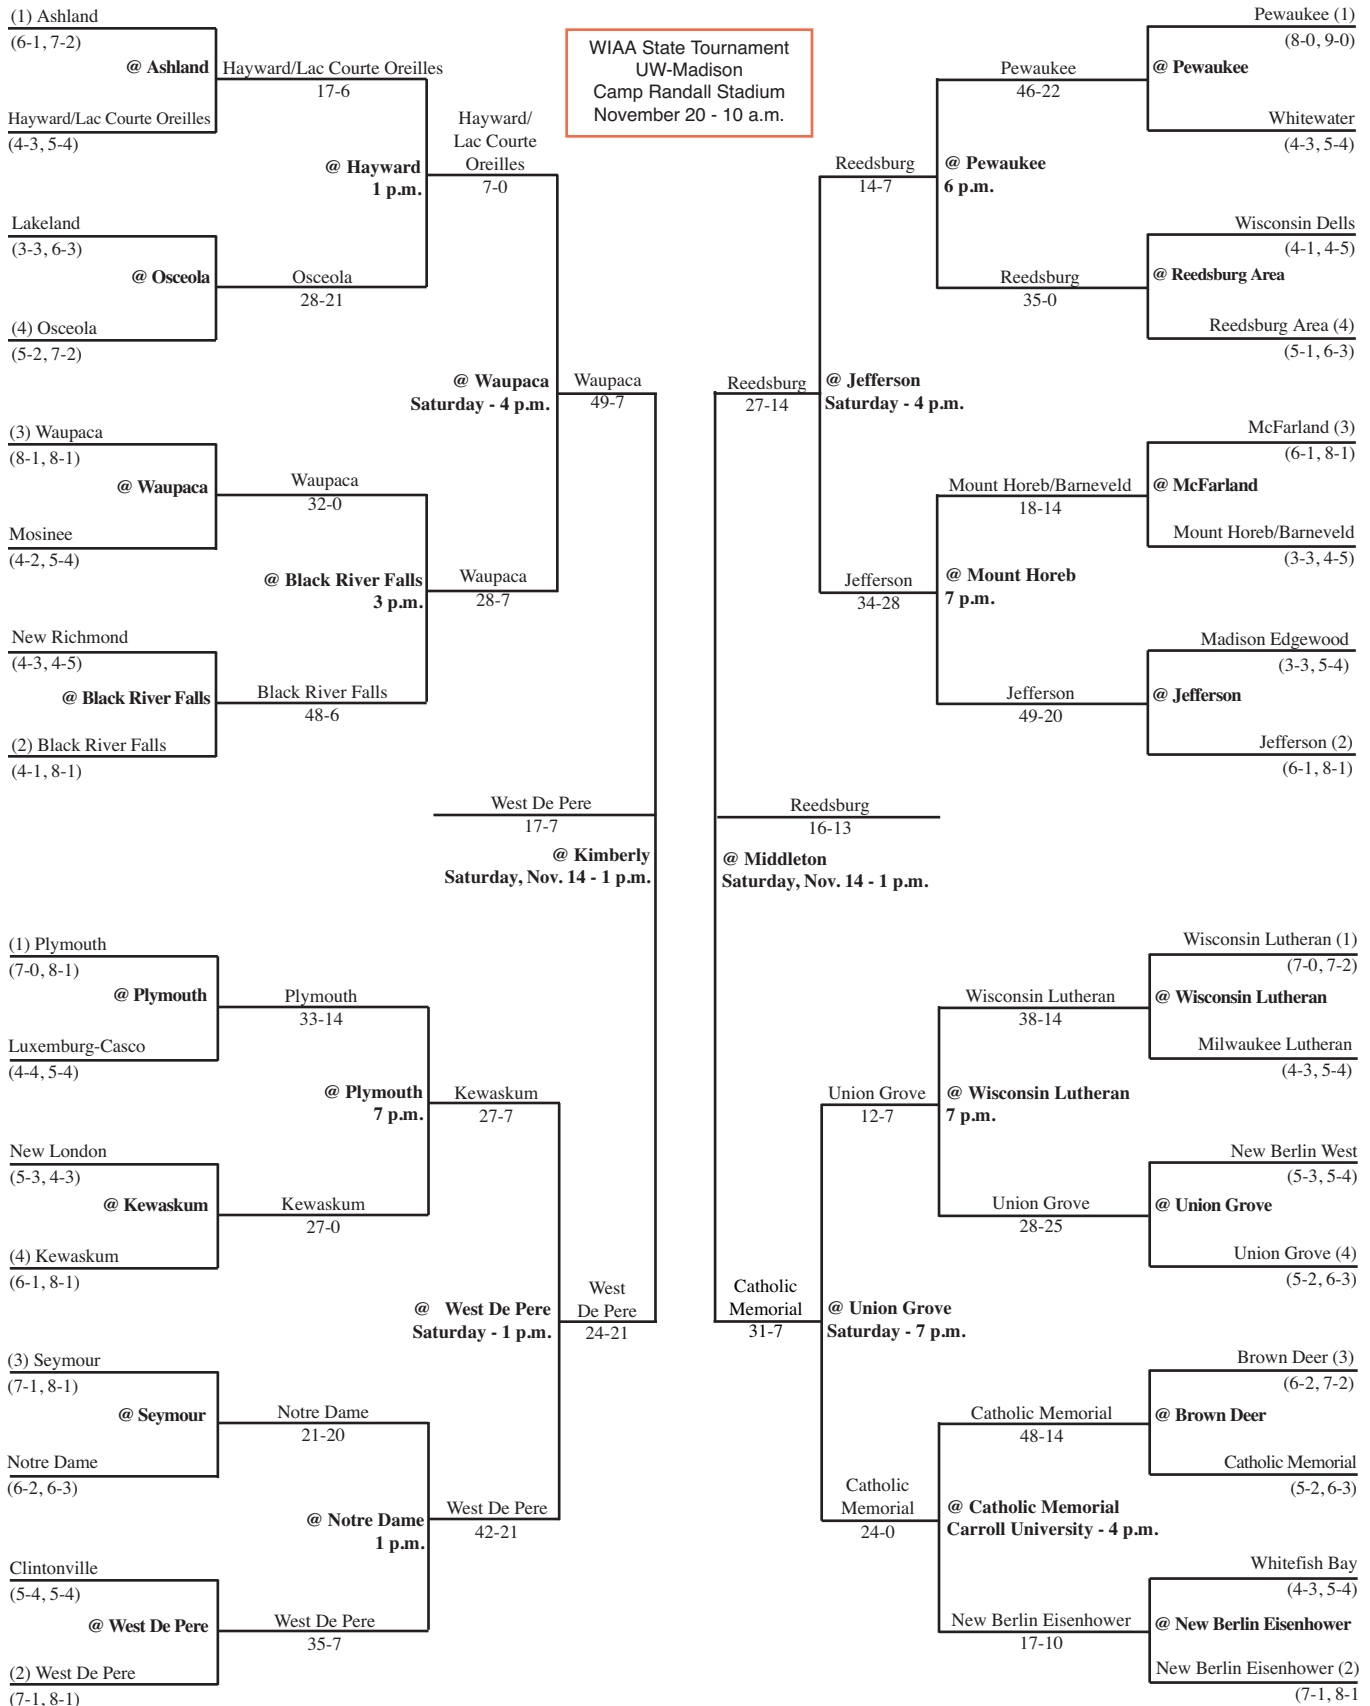 (1) Ashland
(6-1, 7-2)
@ Ashland
Hayward/Lac Courte Oreilles
(4-3, 5-4)
Hayward/Lac Courte Oreilles
17-6
@ Hayward
1 p.m.
Lakeland
(3-3, 6-3)
@ Osceola
(4) Osceola
(5-2, 7-2)
Osceola
28-21
Hayward/
Lac Courte
Oreilles
7-0
@ Waupaca
Saturday - 4 p.m.
(3) Waupaca
(8-1, 8-1)
@ Waupaca
Mosinee
(4-2, 5-4)
Waupaca
32-0
@ Black River Falls
3 p.m.
New Richmond
(4-3, 4-5)
@ Black River Falls
(2) Black River Falls
(4-1, 8-1)
Black River Falls
48-6
Waupaca
28-7
Waupaca
49-7
West De Pere
17-7
@ Kimberly
Saturday, Nov. 14 - 1 p.m.
(1) Plymouth
(7-0, 8-1)
@ Plymouth
Luxemburg-Casco
(4-4, 5-4)
Plymouth
33-14
@ Plymouth
7 p.m.
New London
(5-3, 4-3)
@ Kewaskum
(4) Kewaskum
(6-1, 8-1)
Kewaskum
27-0
Kewaskum
27-7
@ West De Pere
Saturday - 1 p.m.
West
De Pere
24-21
(3) Seymour
(7-1, 8-1)
@ Seymour
Notre Dame
(6-2, 6-3)
Notre Dame
21-20
@ Notre Dame
1 p.m.
Clintonville
(5-4, 5-4)
@ West De Pere
(2) West De Pere
(7-1, 8-1)
West De Pere
35-7
West De Pere
42-21
WIAA State Tournament
UW-Madison
Camp Randall Stadium
November 20 - 10 a.m.
Pewaukee (1)
(8-0, 9-0)
@ Pewaukee
Whitewater
(4-3, 5-4)
Pewaukee
46-22
@ Pewaukee
6 p.m.
Wisconsin Dells
(4-1, 4-5)
@ Reedsburg Area
Reedsburg Area (4)
(5-1, 6-3)
Reedsburg
35-0
Reedsburg
14-7
@ Jefferson
Saturday - 4 p.m.
Reedsburg
27-14
McFarland (3)
(6-1, 8-1)
@ McFarland
Mount Horeb/Barneveld
(3-3, 4-5)
Mount Horeb/Barneveld
18-14
@ Mount Horeb
7 p.m.
Madison Edgewood
(3-3, 5-4)
@ Jefferson
Jefferson (2)
(6-1, 8-1)
Jefferson
49-20
Jefferson
34-28
Reedsburg
16-13
@ Middleton
Saturday, Nov. 14 - 1 p.m.
Wisconsin Lutheran (1)
(7-0, 7-2)
@ Wisconsin Lutheran
Milwaukee Lutheran
(4-3, 5-4)
Wisconsin Lutheran
38-14
@ Wisconsin Lutheran
7 p.m.
New Berlin West
(5-3, 5-4)
@ Union Grove
Union Grove (4)
(5-2, 6-3)
Union Grove
28-25
Union Grove
12-7
@ Union Grove
Saturday - 7 p.m.
Catholic
Memorial
31-7
Brown Deer (3)
(6-2, 7-2)
@ Brown Deer
Catholic Memorial
(5-2, 6-3)
Catholic Memorial
48-14
@ Catholic Memorial
Carroll University - 4 p.m.
Whitefish Bay
(4-3, 5-4)
@ New Berlin Eisenhower
New Berlin Eisenhower (2)
(7-1, 8-1
New Berlin Eisenhower
17-10
Catholic
Memorial
24-0